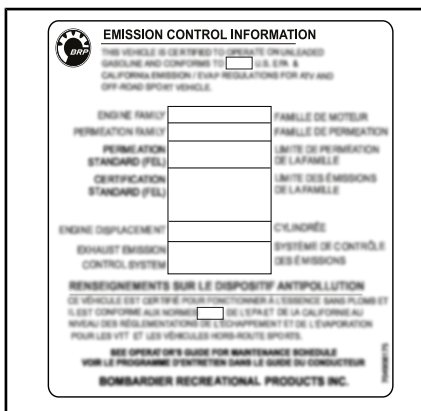 BRP
EMISSION CONTROL INFORMATION
THIS VEHICLE IS CERTIFIED TO OPERATE ON UNLEADED
GASOLINE AND CONFORMS TO U.S. EPA &
CALIFORNIA EMISSION / EVAP REGULATIONS FOR ATV AND
OFF-ROAD SPORT VEHICLE.
ENGINE FAMILY FAMILLE DE MOTEUR
PERMEATION FAMILY FAMILLE DE PERMEATION
PERMEATION LIMITE DE PERMÉATION
STANDARD (FEL) DE LA FAMILLE
CERTIFICATION LIMITE DES ÉMISSIONS
STANDARD (FEL) DE LA FAMILLE
ENGINE DISPLACEMENT CYLINDRÉE
EXHAUST EMISSION SYSTÈME DE CONTRÔLE
CONTROL SYSTEM DES ÉMISSIONS
RENSEIGNEMENTS SUR LE DISPOSITIF ANTIPOLLUTION
CE VÉHICULE EST CERTIFIÉ POUR FONCTIONNER À L'ESSENCE SANS PLOMB ET
IL EST CONFORME AUX NORMES DE L'EPA ET DE LA CALIFORNIE AU
NIVEAU DES RÉGLEMENTATIONS DE L'ÉCHAPPEMENT ET DE L'ÉVAPORATION
POUR LES VTT ET LES VÉHICULES HORS-ROUTE SPORTS.
SEE OPERATOR'S GUIDE FOR MAINTENANCE SCHEDULE
VOIR LE PROGRAMME D'ENTRETIEN DANS LE GUIDE DU CONDUCTEUR
BOMBARDIER RECREATIONAL PRODUCTS INC.